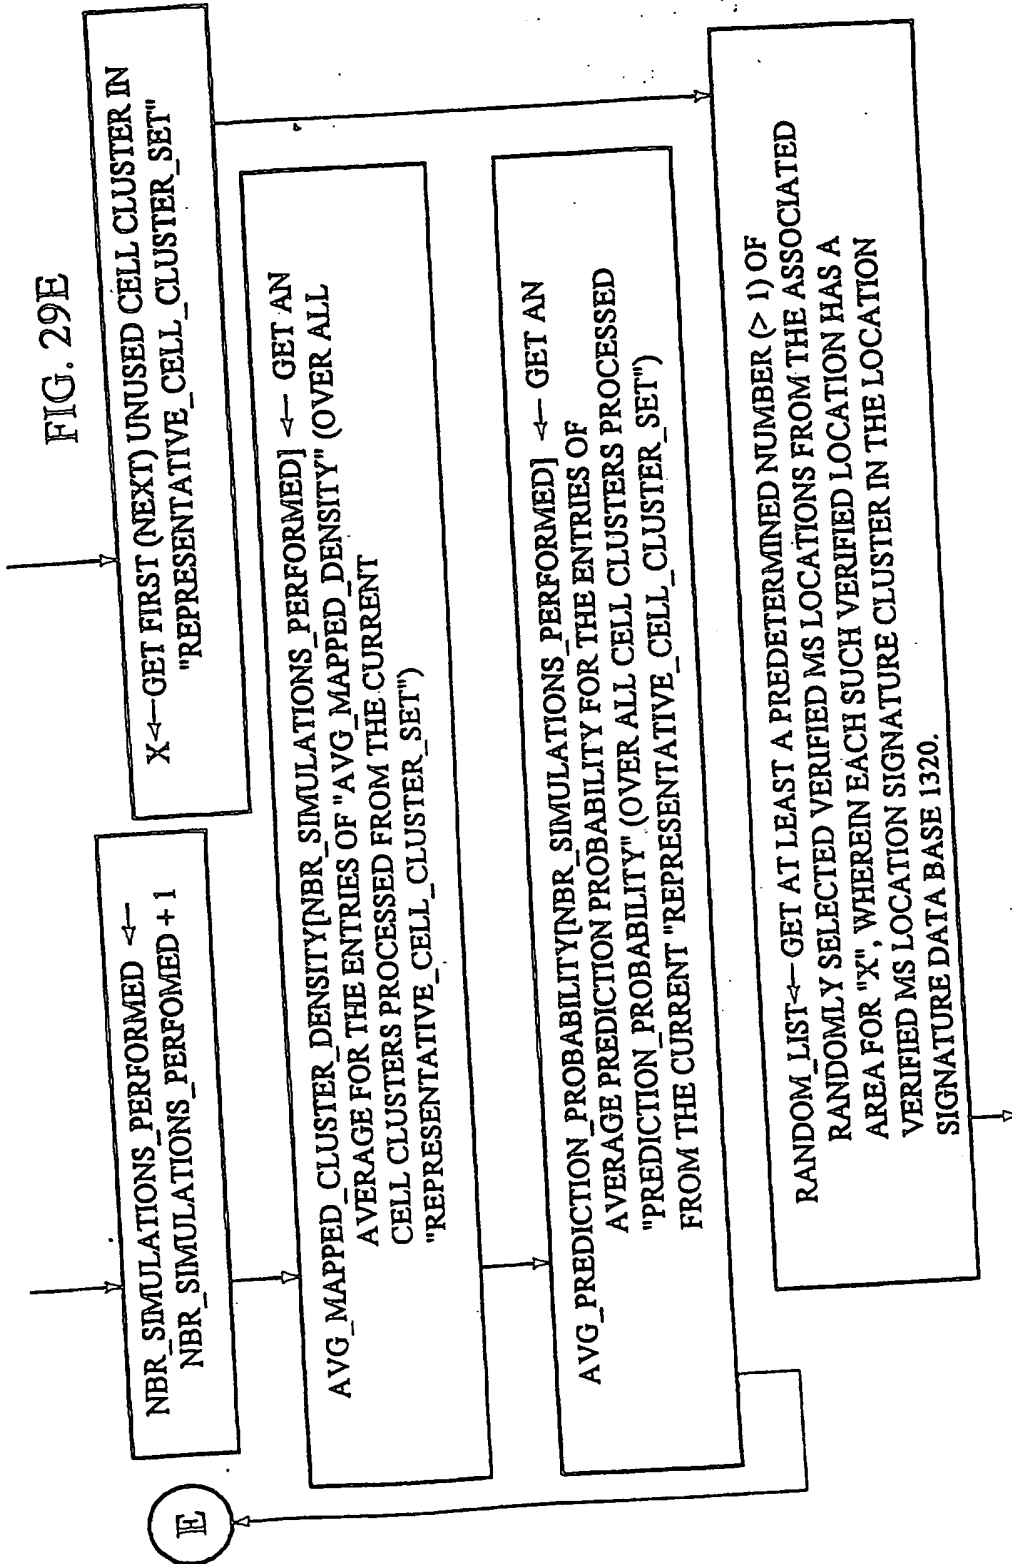 FIG. 29E
NBR_SIMULATIONS_PERFORMED <—
NBR_SIMULATIONS_PERFOMED + 1
X <— GET FIRST (NEXT) UNUSED CELL CLUSTER IN
"REPRESENTATIVE_CELL_CLUSTER_SET"
AVG_MAPPED_CLUSTER_DENSITY[NBR_SIMULATIONS_PERFORMED] <— GET AN
AVERAGE FOR THE ENTRIES OF "AVG_MAPPED_DENSITY" (OVER ALL
CELL CLUSTERS PROCESSED FROM THE CURRENT
"REPRESENTATIVE_CELL_CLUSTER_SET")
AVG_PREDICTION_PROBABILITY[NBR_SIMULATIONS_PERFORMED] <— GET AN
AVERAGE PREDICTION PROBABILITY FOR THE ENTRIES OF
"PREDICTION_PROBABILITY" (OVER ALL CELL CLUSTERS PROCESSED
FROM THE CURRENT "REPRESENTATIVE_CELL_CLUSTER_SET")
E
RANDOM_LIST <— GET AT LEAST A PREDETERMINED NUMBER (> 1) OF
RANDOMLY SELECTED VERIFIED MS LOCATIONS FROM THE ASSOCIATED
AREA FOR "X", WHEREIN EACH SUCH VERIFIED LOCATION HAS A
VERIFIED MS LOCATION SIGNATURE CLUSTER IN THE LOCATION
SIGNATURE DATA BASE 1320.